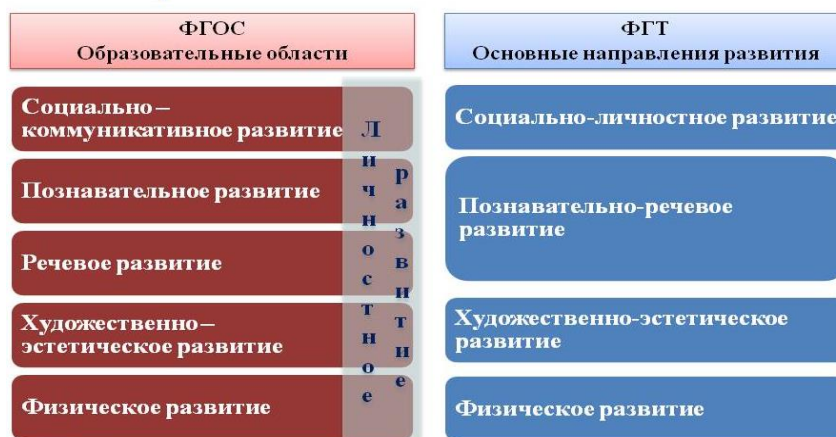 ФГОС
Образовательные области
Социально–
коммуникативное развитие
Познавательное развитие
Речевое развитие
Художественно–
эстетическое развитие
Физическое развитие
Личностное
развитие
ФГТ
Основные направления развития
Социально-личностное развитие
Познавательно-речевое
развитие
Художественно-эстетическое
развитие
Физическое развитие